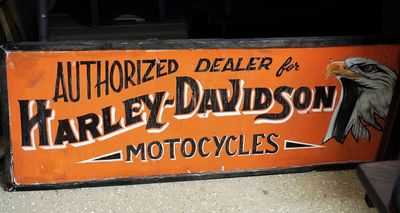 AUTHORIZED DEALER for
HARLEY-DAVIDSON
MOTOCYCLES